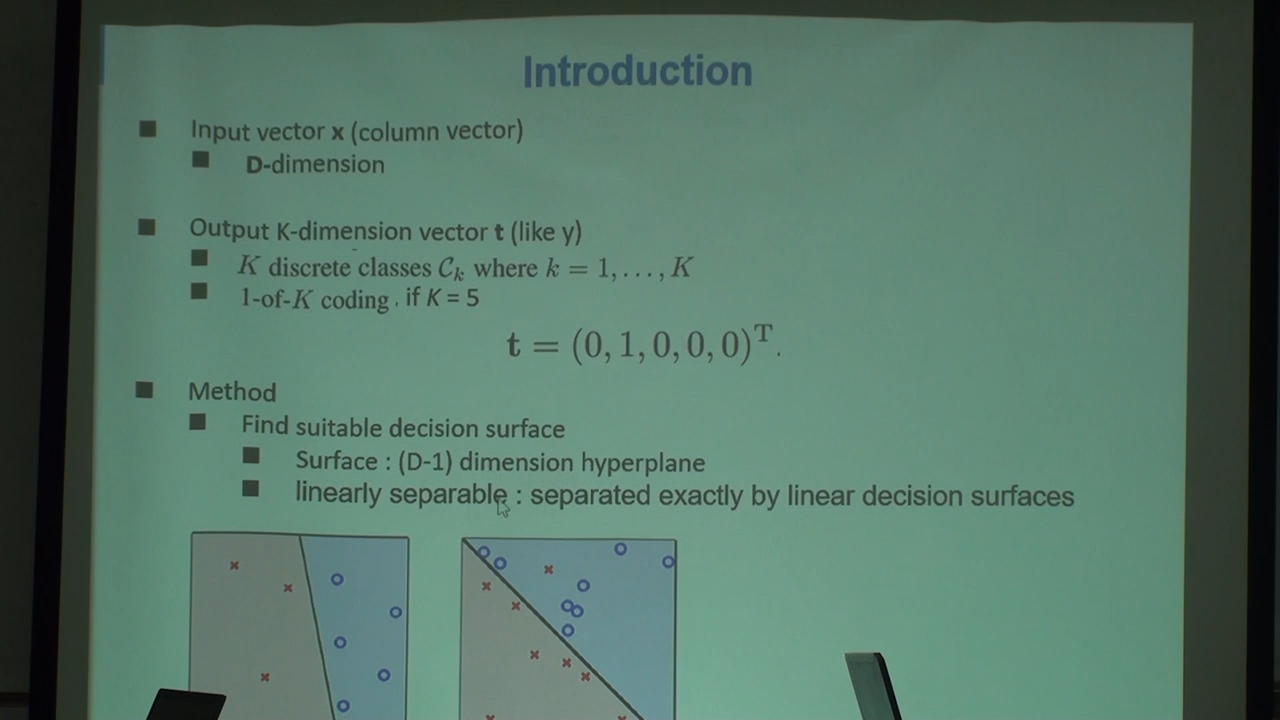 Introduction
Input vector x (column vector)
D-dimension
Output K-dimension vector t (like y)
K discrete classes 𝒞ₖ where k = 1, . . . , K
1-of-K coding . if K = 5
t = (0, 1, 0, 0, 0)ᵀ.
Method
Find suitable decision surface
Surface : (D-1) dimension hyperplane
linearly separable : separated exactly by linear decision surfaces